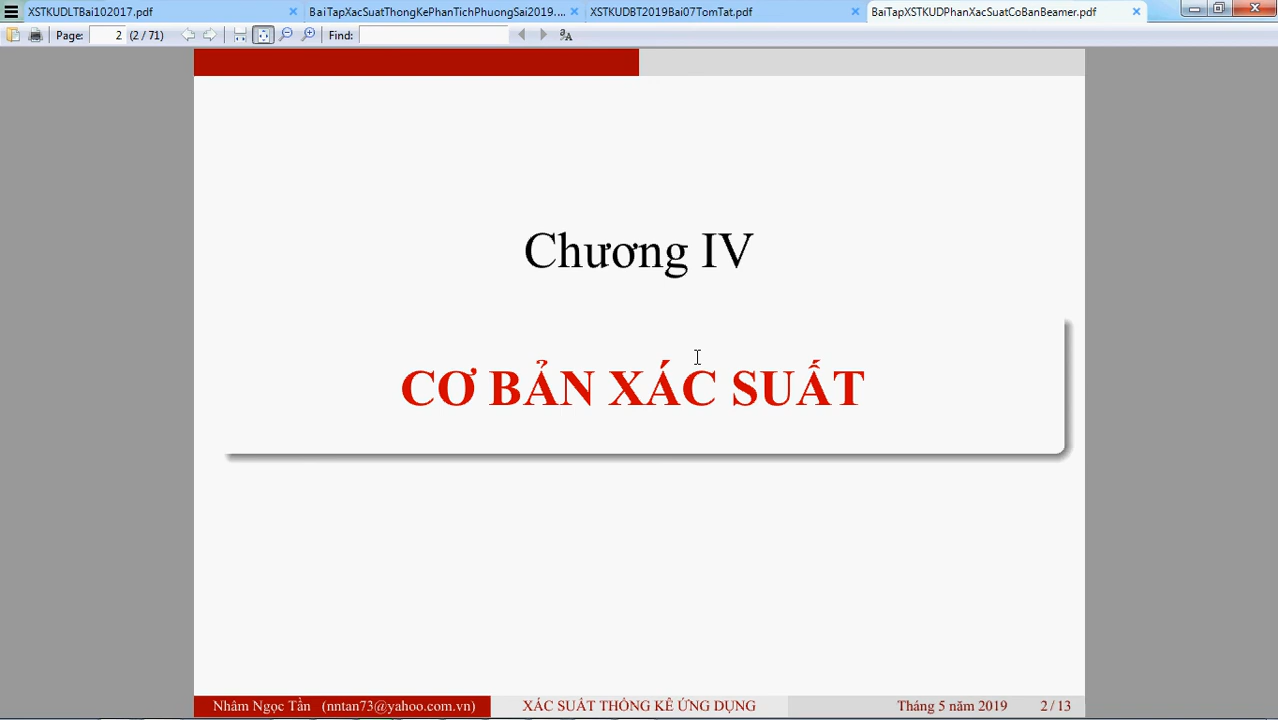 XSTKUDLTBai102017.pdf
BaiTapXacSuatThongKePhanTichPhuongSai2019....
XSTKUDBT2019Bai07TomTat.pdf
BaiTapXSTKUDPhanXacSuatCoBanBeamer.pdf
Page: 2 (2 / 71) Find:
Chương IV
CƠ BẢN XÁC SUẤT
Nhâm Ngọc Tần (nntan73@yahoo.com.vn) XÁC SUẤT THỐNG KÊ ỨNG DỤNG Tháng 5 năm 2019 2 / 13